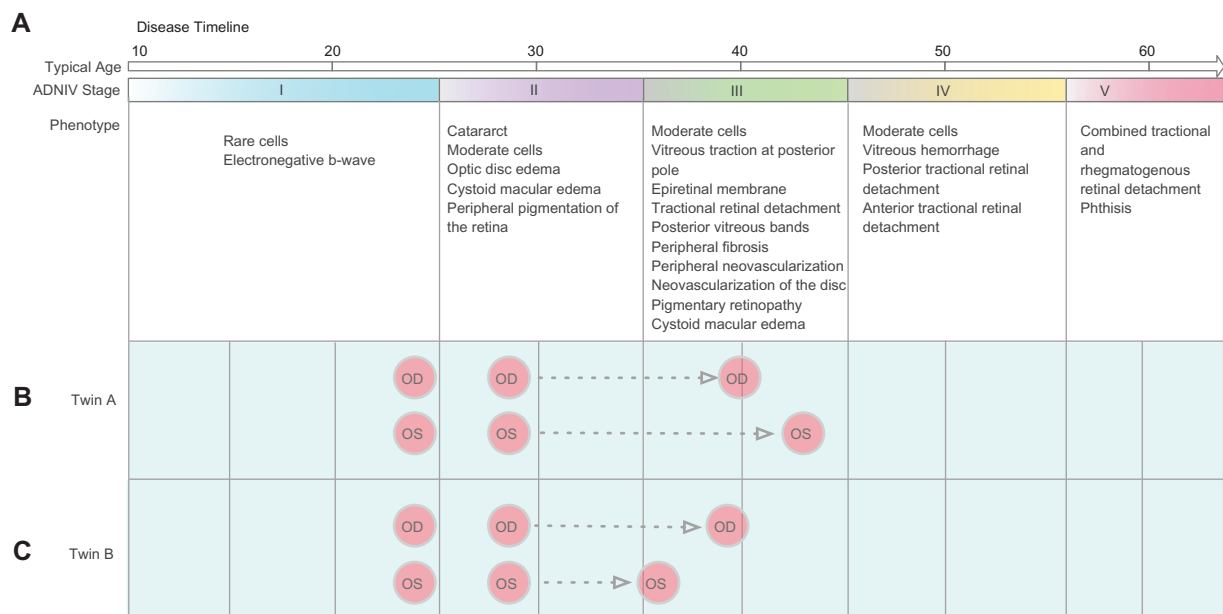 A
Disease Timeline
10 20 30 40 50 60
Typical Age
ADNIV Stage
I II III IV V
Phenotype
Rare cells
Electronegative b-wave
Catararct
Moderate cells
Optic disc edema
Cystoid macular edema
Peripheral pigmentation of
the retina
Moderate cells
Vitreous traction at posterior
pole
Epiretinal membrane
Tractional retinal detachment
Posterior vitreous bands
Peripheral fibrosis
Peripheral neovascularization
Neovascularization of the disc
Pigmentary retinopathy
Cystoid macular edema
Moderate cells
Vitreous hemorrhage
Posterior tractional retinal
detachment
Anterior tractional retinal
detachment
Combined tractional
and
rhegmatogenous
retinal detachment
Phthisis
B
Twin A
OD OD OD
OS OS OS
C
Twin B
OD OD OD
OS OS OS